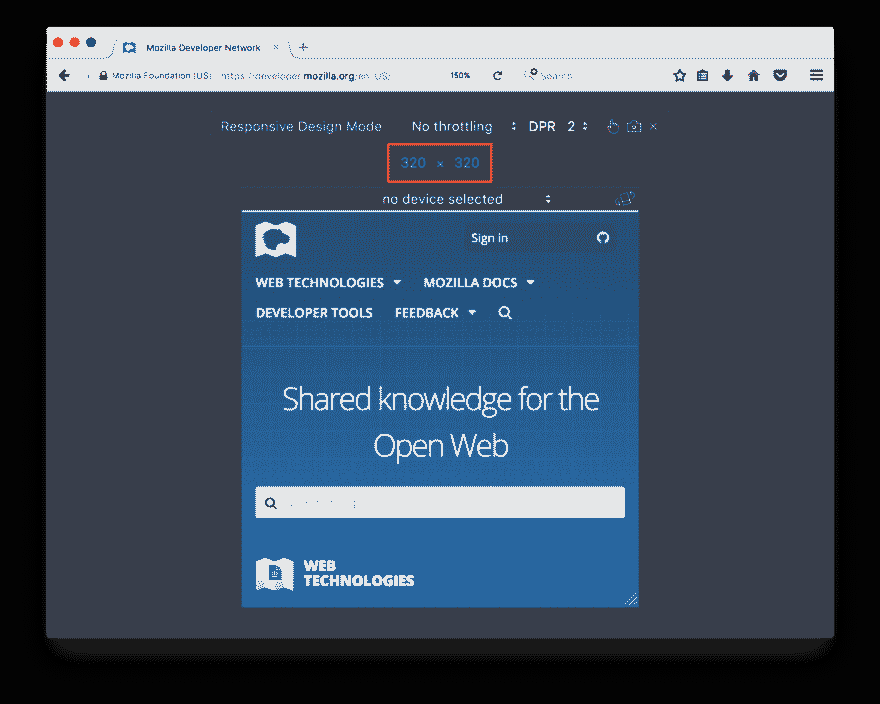 Mozilla Developer Network
Mozilla Foundation (US) https://developer.mozilla.org/en-US/ 150% Search
Responsive Design Mode No throttling DPR 2
320 × 320
no device selected
Sign in
WEB TECHNOLOGIES MOZILLA DOCS
DEVELOPER TOOLS FEEDBACK
Shared knowledge for the
Open Web
WEB
TECHNOLOGIES